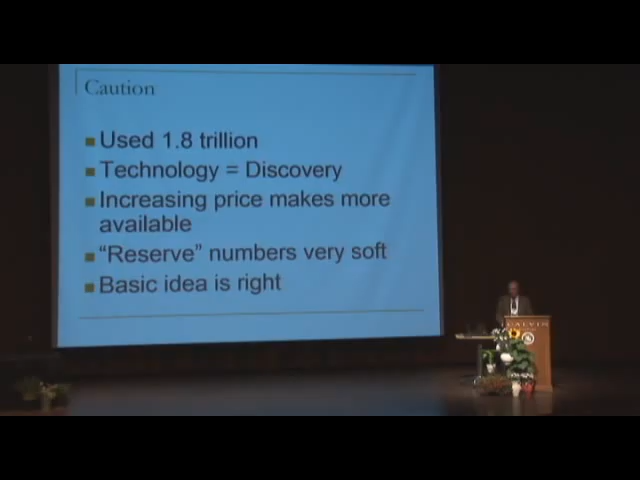 Caution
Used 1.8 trillion
Technology = Discovery
Increasing price makes more
available
“Reserve” numbers very soft
Basic idea is right
CALVIN